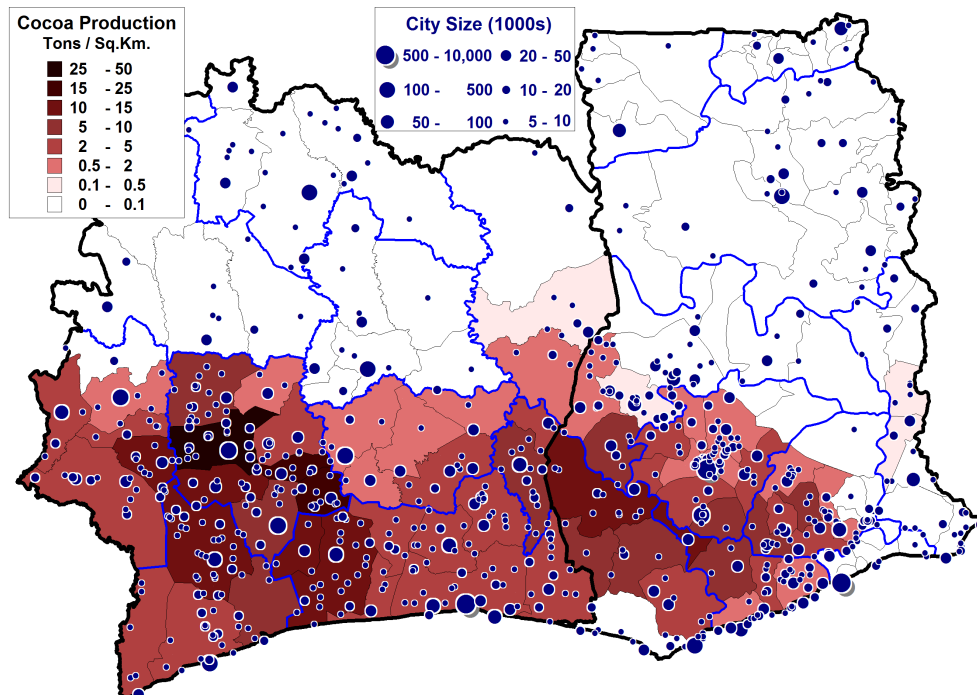 Cocoa Production
Tons / Sq.Km.
25 - 50
15 - 25
10 - 15
5 - 10
2 - 5
0.5 - 2
0.1 - 0.5
0 - 0.1
City Size (1000s)
500 - 10,000 20 - 50
100 - 500 10 - 20
50 - 100 5 - 10